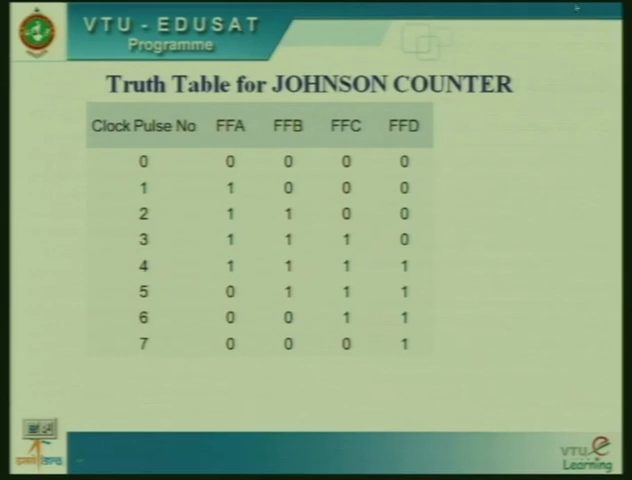 VTU - EDUSAT
Programme
Truth Table for JOHNSON COUNTER
Clock Pulse No FFA FFB FFC FFD
0 0 0 0 0
1 1 0 0 0
2 1 1 0 0
3 1 1 1 0
4 1 1 1 1
5 0 1 1 1
6 0 0 1 1
7 0 0 0 1
VTU e
Learning